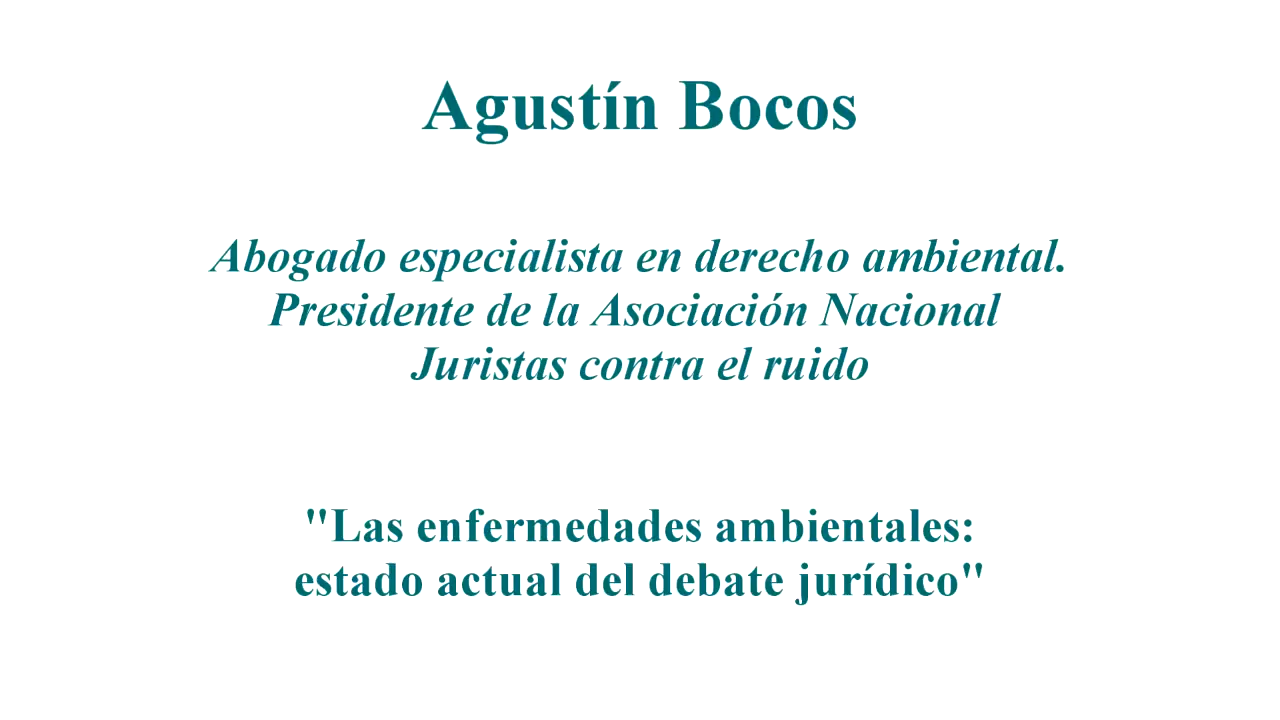 Agustín Bocos
Abogado especialista en derecho ambiental.
Presidente de la Asociación Nacional
Juristas contra el ruido
"Las enfermedades ambientales:
estado actual del debate jurídico"